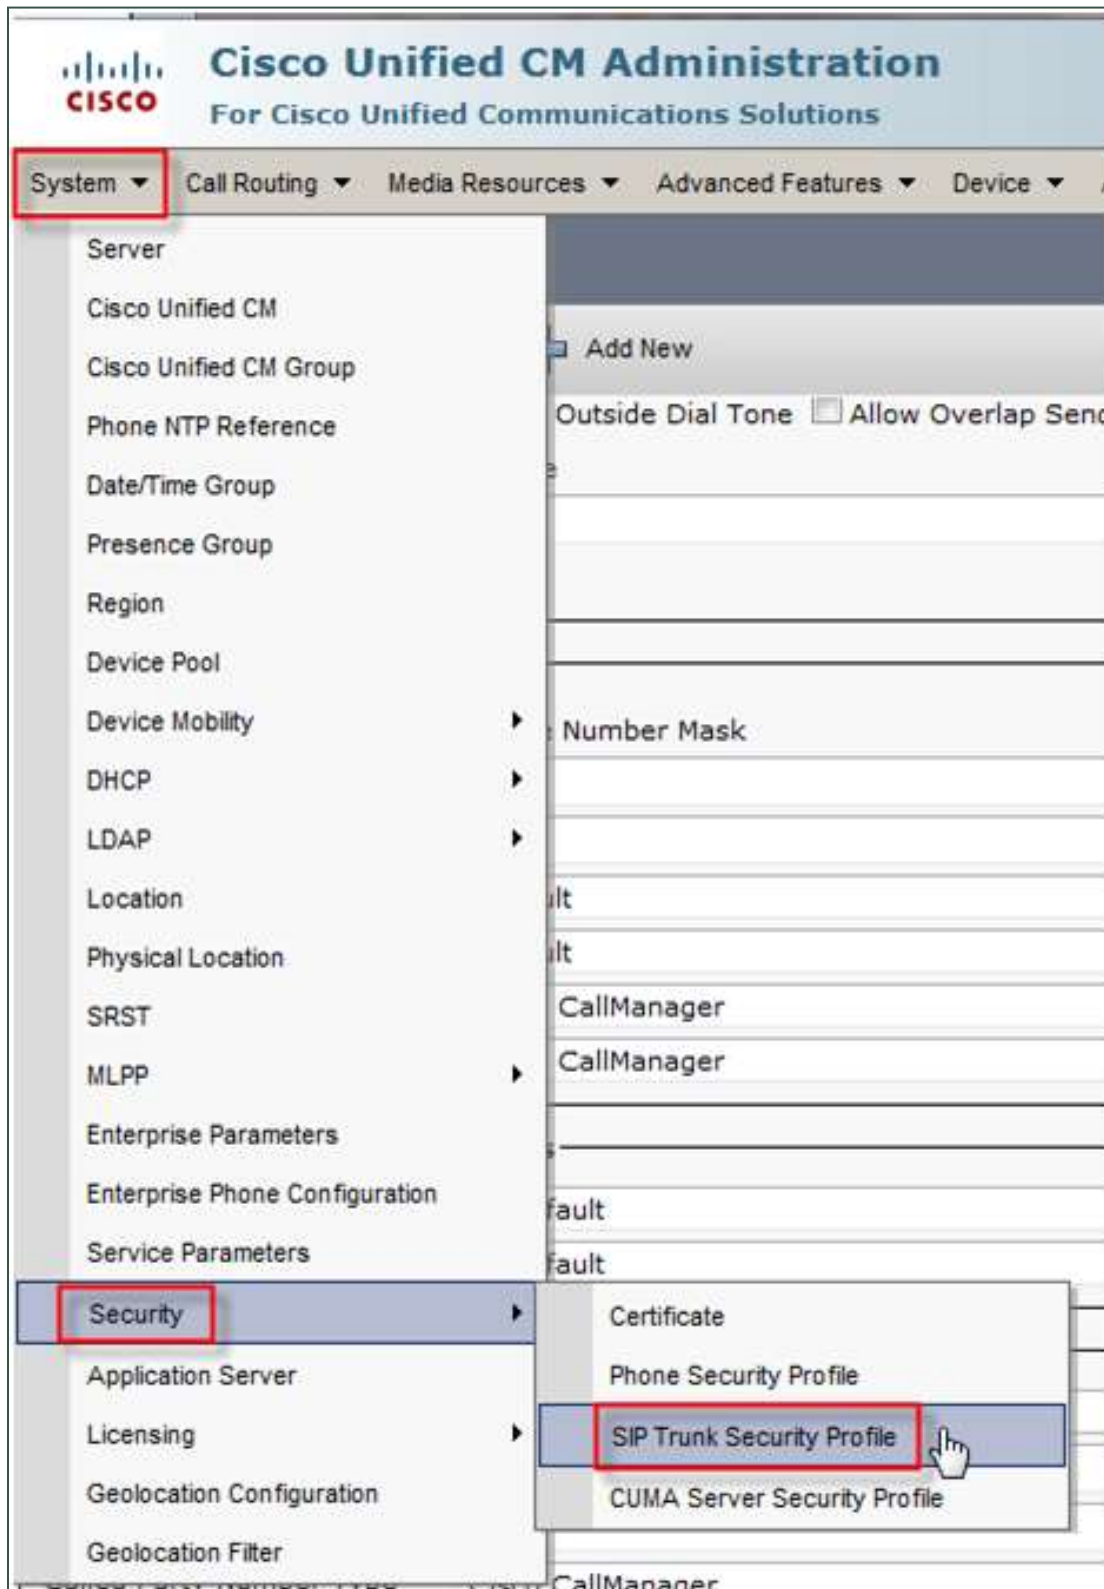 Cisco Unified CM Administration
CISCO
For Cisco Unified Communications Solutions
System Call Routing Media Resources Advanced Features Device
Server
Cisco Unified CM
Cisco Unified CM Group
Phone NTP Reference
Date/Time Group
Presence Group
Region
Device Pool
Device Mobility
DHCP
LDAP
Location
Physical Location
SRST
MLPP
Enterprise Parameters
Enterprise Phone Configuration
Service Parameters
Security
Application Server
Licensing
Geolocation Configuration
Geolocation Filter
Certificate
Phone Security Profile
SIP Trunk Security Profile
CUMA Server Security Profile
Add New
Outside Dial Tone Allow Overlap
Number Mask
CallManager
CallManager
CallManager